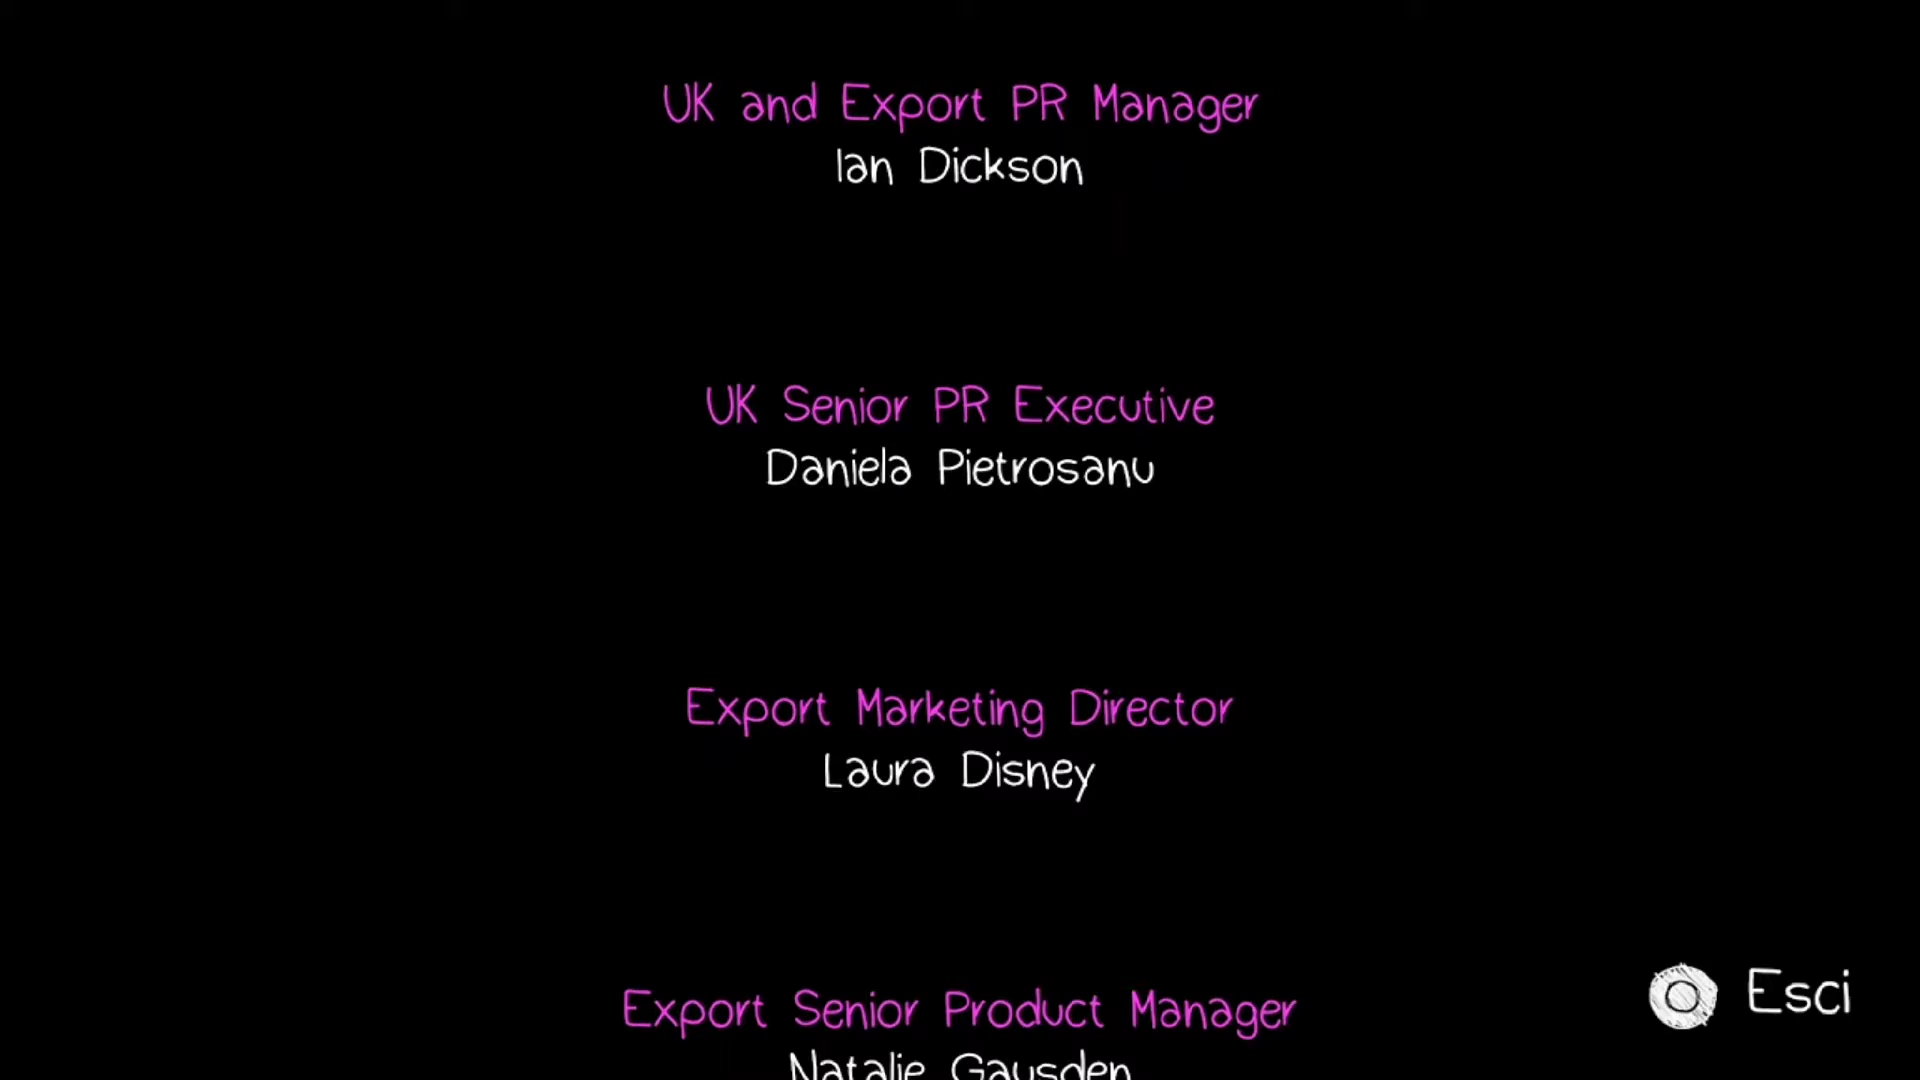 UK and Export PR Manager
Ian Dickson
UK Senior PR Executive
Daniela Pietrosanu
Export Marketing Director
Laura Disney
Export Senior Product Manager
Natalie Gausden
Esci